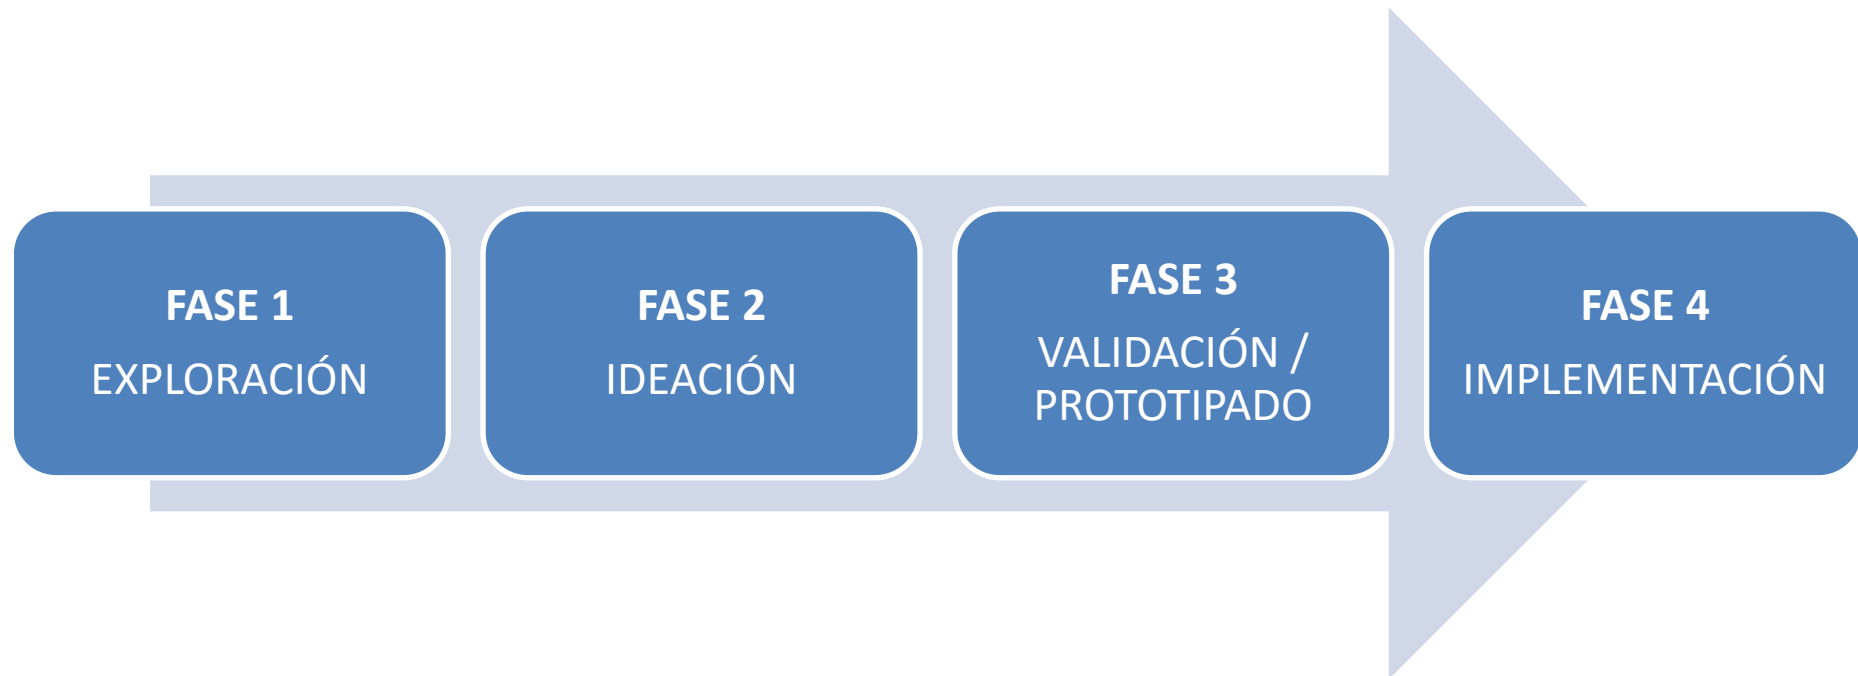 FASE 1
EXPLORACIÓN
FASE 2
IDEACIÓN
FASE 3
VALIDACIÓN /
PROTOTIPADO
FASE 4
IMPLEMENTACIÓN